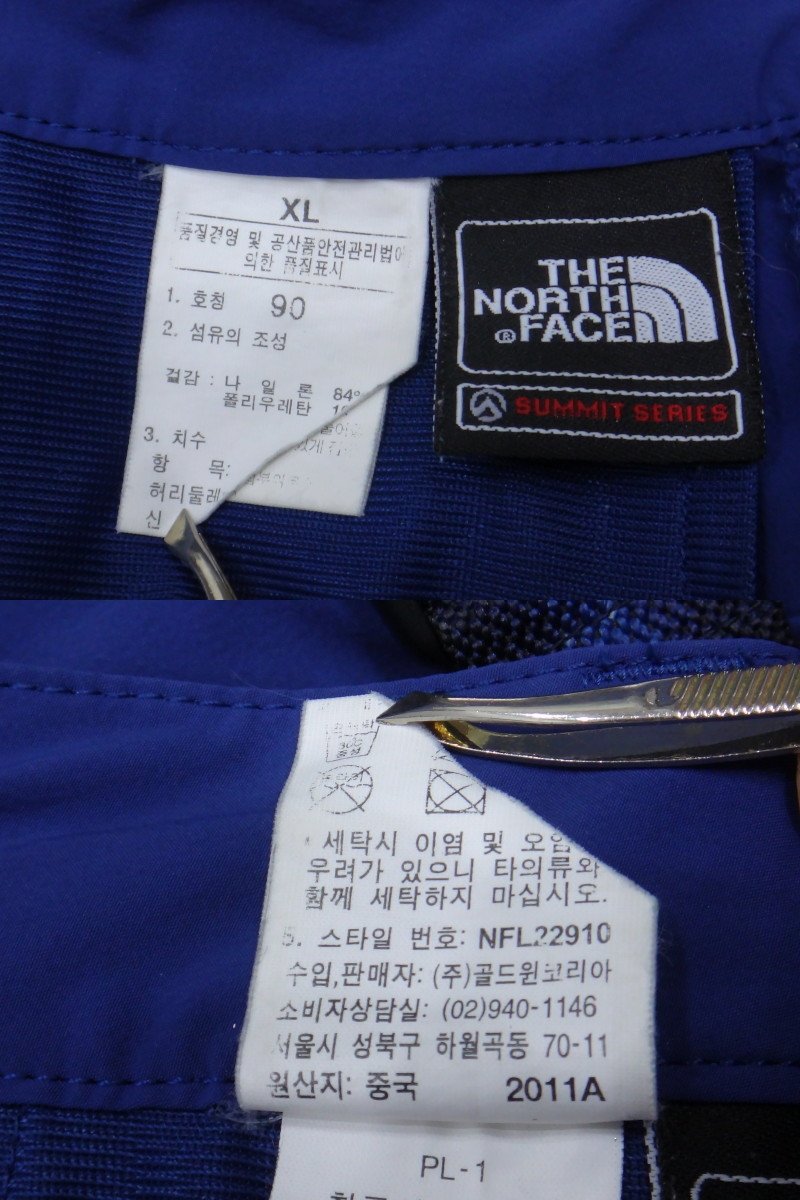 XL
품질경영 및 공산품안전관리법에
의한 품질표시
1. 호칭 90
2. 섬유의 조성
겉감 : 나 일 론 84%
폴리우레탄
3. 치수
항 목:
허리둘레
신
THE
NORTH
® FACE
SUMMIT SERIES
세탁시 이염 및
우려가 있으니 타의류와
함께 세탁하지 마십시오.
5. 스타일 번호: NFL22910
수입,판매자: (주)골드윈코리아
소비자상담실: (02)940-1146
서울시 성북구 하월곡동 70-11
원산지: 중국 2011A
PL-1